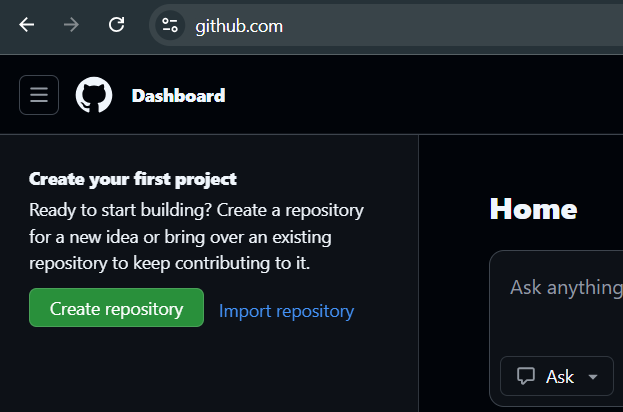 github.com
Dashboard
Create your first project
Ready to start building? Create a repository
for a new idea or bring over an existing
repository to keep contributing to it.
Create repository
Import repository
Home
Ask anything
Ask